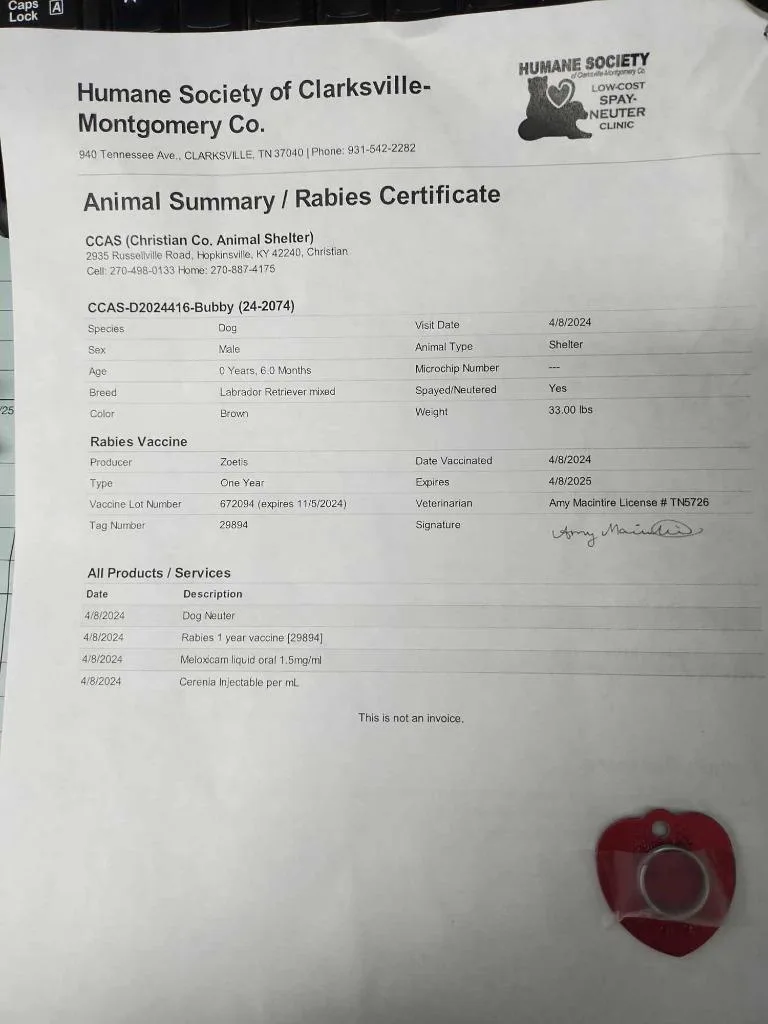 Caps
Lock
A
HUMANE SOCIETY
of Clarksville-Montgomery Co.
LOW-COST
SPAY-
NEUTER
CLINIC
Humane Society of Clarksville-
Montgomery Co.
940 Tennessee Ave., CLARKSVILLE, TN 37040 | Phone: 931-542-2282
Animal Summary / Rabies Certificate
CCAS (Christian Co. Animal Shelter)
2935 Russellville Road, Hopkinsville, KY 42240, Christian
Cell: 270-498-0133 Home: 270-887-4175
CCAS-D2024416-Bubby (24-2074)
Species Dog Visit Date 4/8/2024
Sex Male Animal Type Shelter
Age 0 Years, 6.0 Months Microchip Number ---
Breed Labrador Retriever mixed Spayed/Neutered Yes
Color Brown Weight 33.00 lbs
/25
Rabies Vaccine
Producer Zoetis Date Vaccinated 4/8/2024
Type One Year Expires 4/8/2025
Vaccine Lot Number 672094 (expires 11/5/2024) Veterinarian Amy Macintire License # TN5726
Tag Number 29894 Signature Amy Macintire
All Products / Services
Date Description
4/8/2024 Dog Neuter
4/8/2024 Rabies 1 year vaccine [29894]
4/8/2024 Meloxicam liquid oral 1.5mg/ml
4/8/2024 Cerenia Injectable per mL
This is not an invoice.